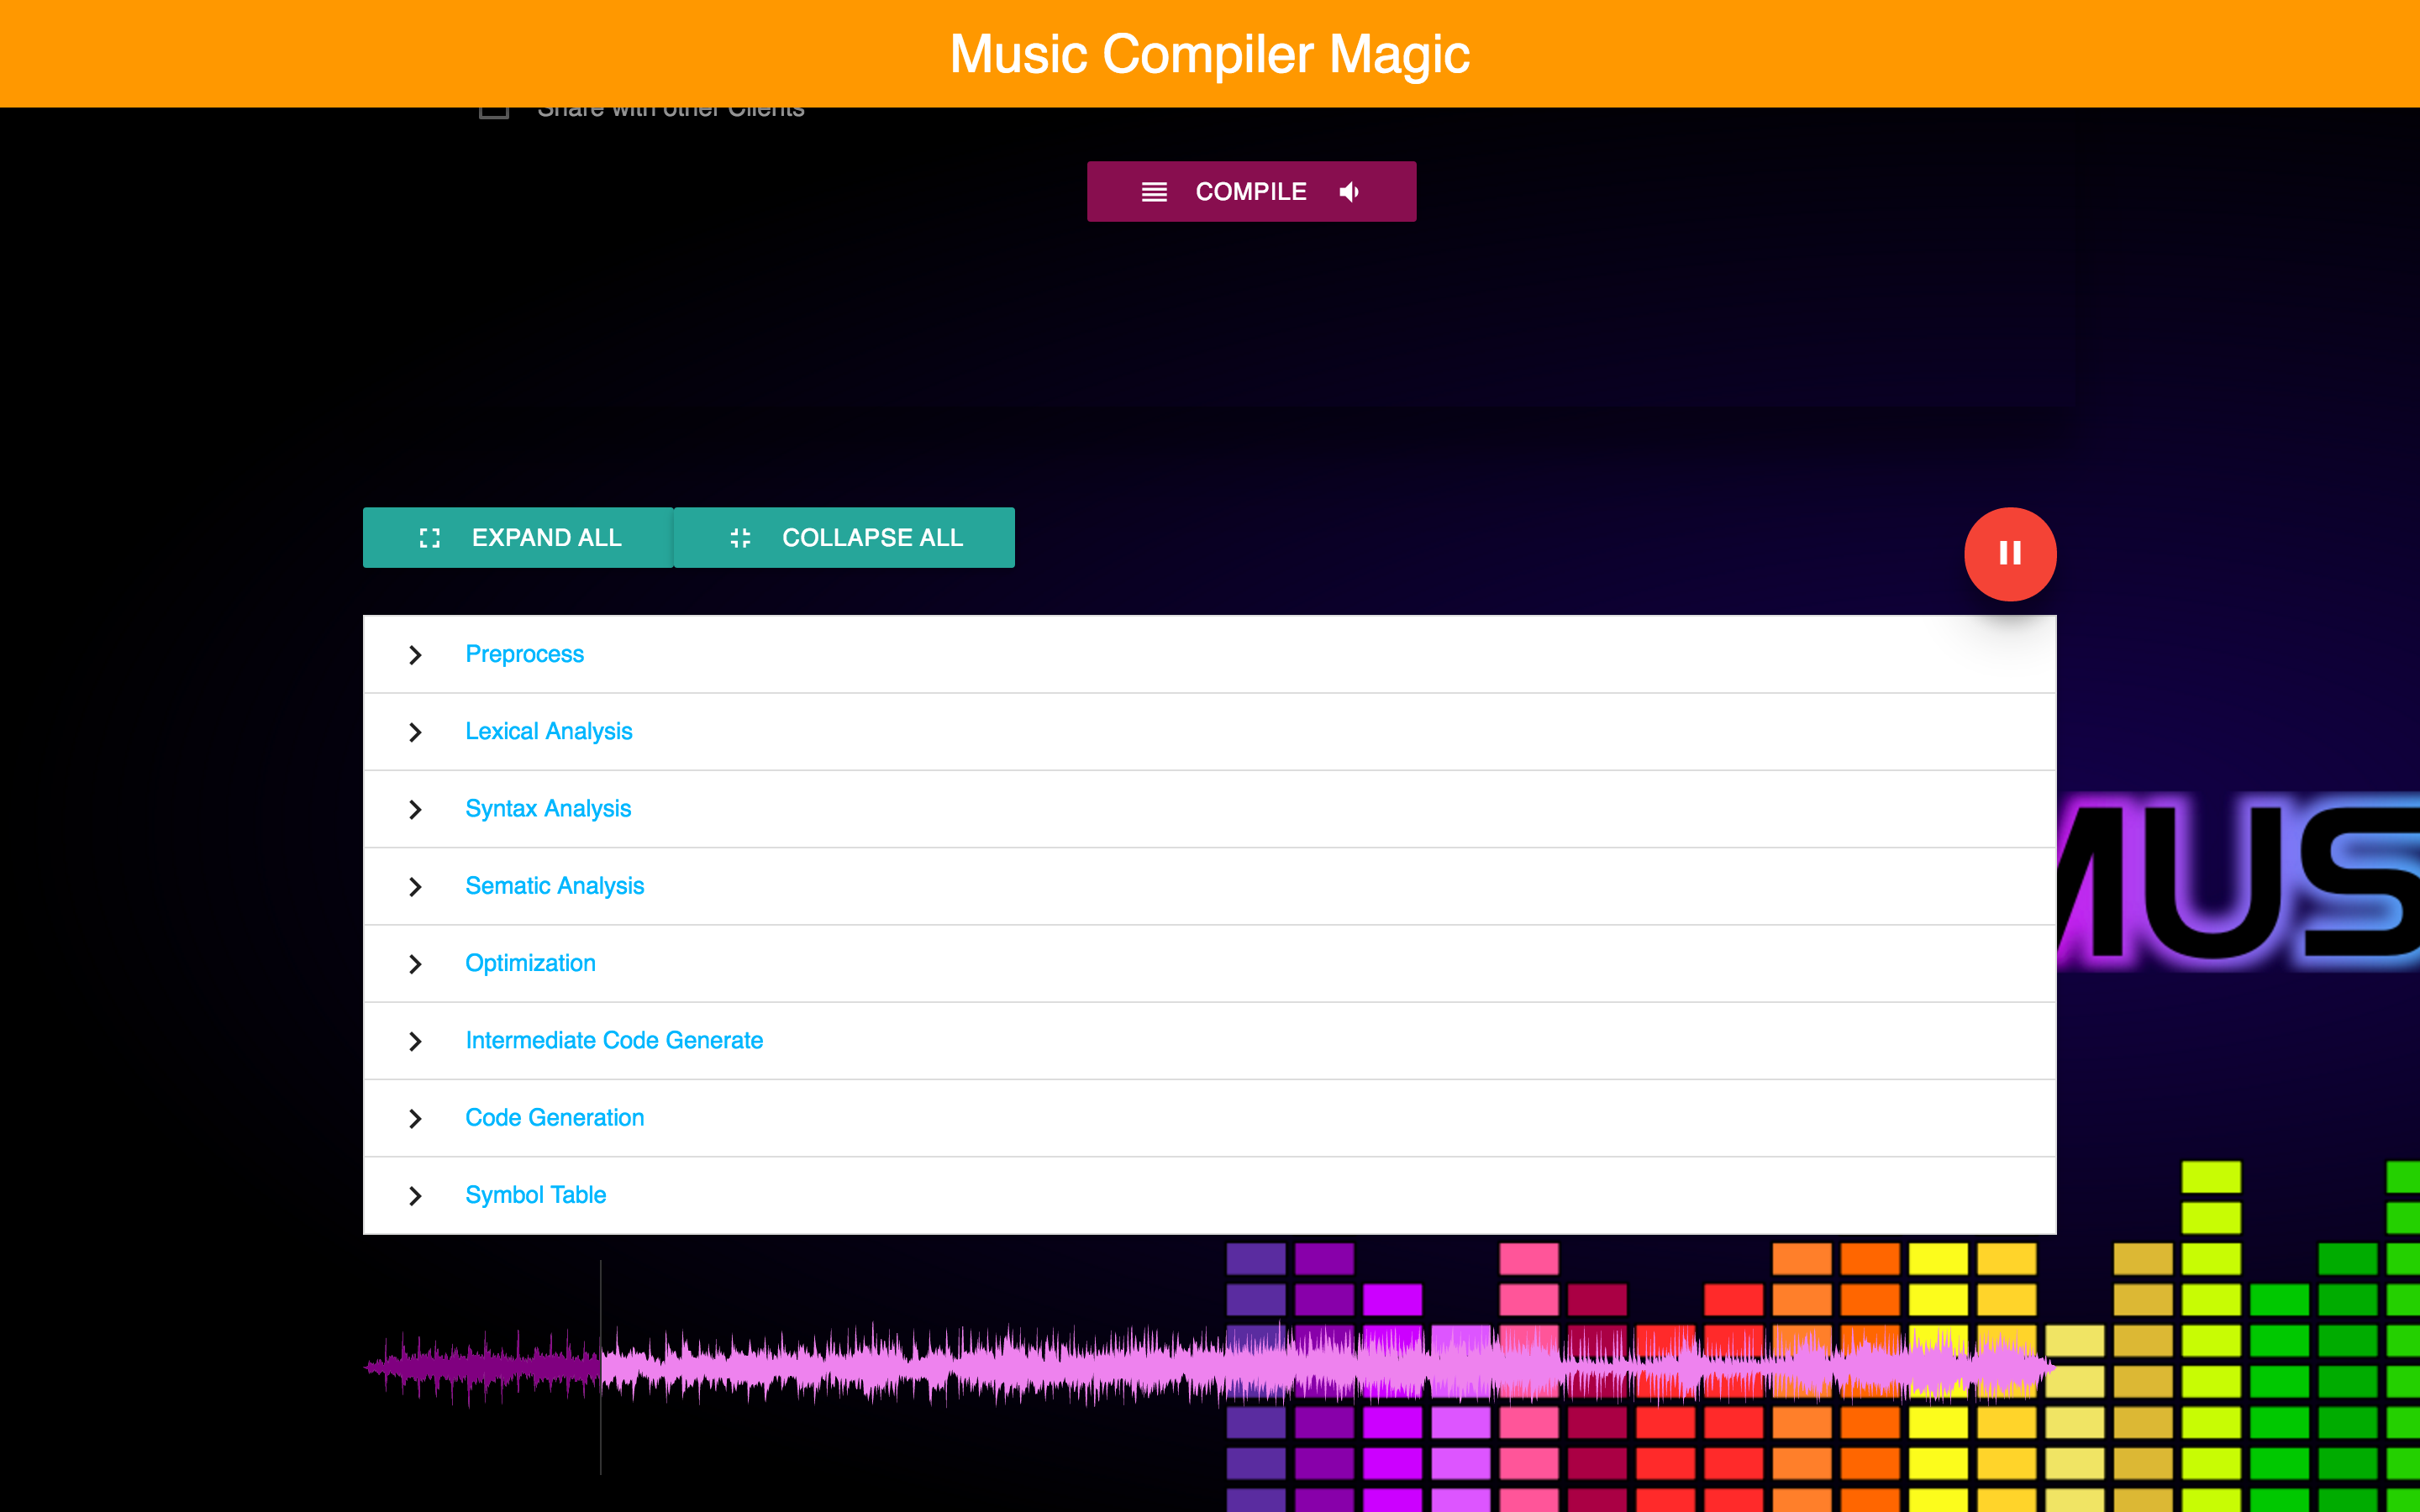 Music Compiler Magic
Share with other Clients
COMPILE
EXPAND ALL COLLAPSE ALL
Preprocess
Lexical Analysis
Syntax Analysis
Sematic Analysis
Optimization
Intermediate Code Generate
Code Generation
Symbol Table
MUS